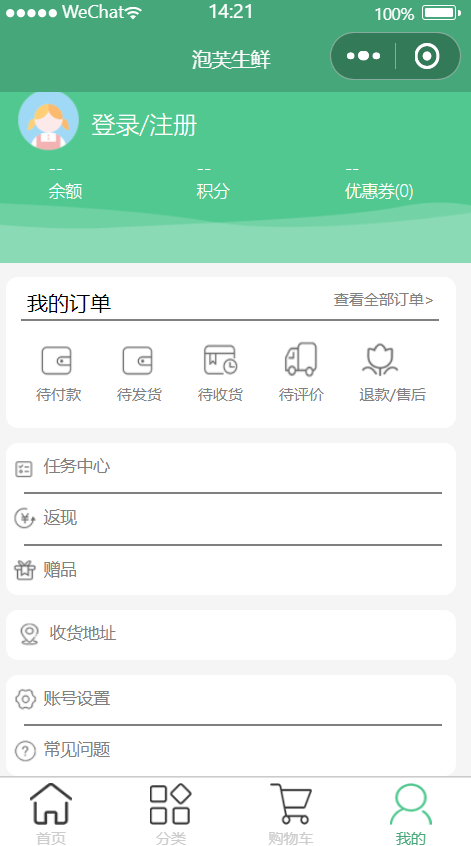 WeChat 14:21 100%
泡芙生鲜
登录/注册
-- -- --
余额 积分 优惠券(0)
我的订单 查看全部订单>
待付款 待发货 待收货 待评价 退款/售后
任务中心
返现
赠品
收货地址
账号设置
常见问题
首页 分类 购物车 我的